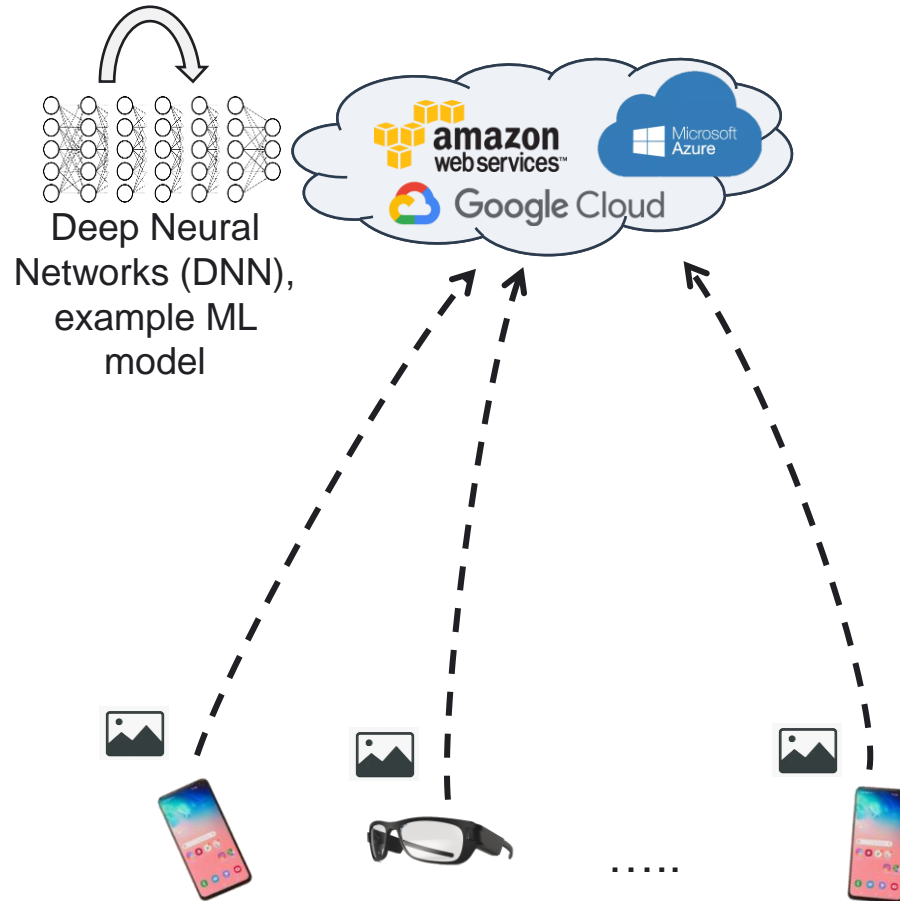 amazon
webservices™
Microsoft
Azure
Google Cloud
Deep Neural
Networks (DNN),
example ML
model
.....